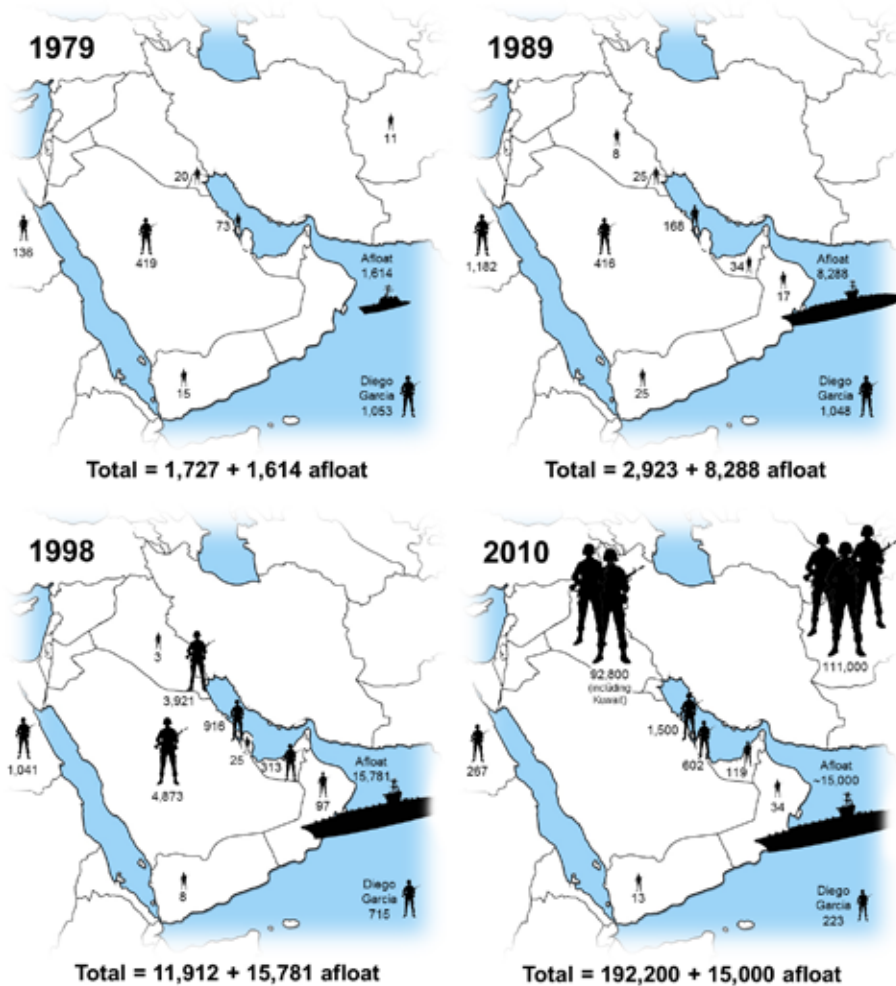 1979
11
20
73
136
419
Afloat
1,614
15
Diego
Garcia
1,053
Total = 1,727 + 1,614 afloat
1989
8
25
168
1,182
416
34
Afloat
8,288
17
25
Diego
Garcia
1,048
Total = 2,923 + 8,288 afloat
1998
3
3,921
916
1,041
25
313
4,873
Afloat
15,781
97
8
Diego
Garcia
715
Total = 11,912 + 15,781 afloat
2010
92,800
(including
Kuwait)
111,000
1,500
267
602
119
Afloat
~15,000
34
13
Diego
Garcia
223
Total = 192,200 + 15,000 afloat